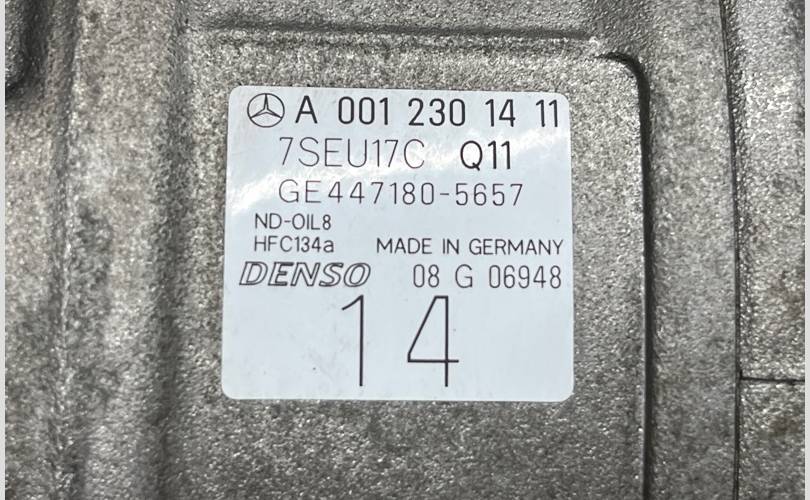 A 001 230 14 11
7SEU17C Q11
GE447180-5657
ND-OIL8
HFC134a MADE IN GERMANY
DENSO 08 G 06948
14